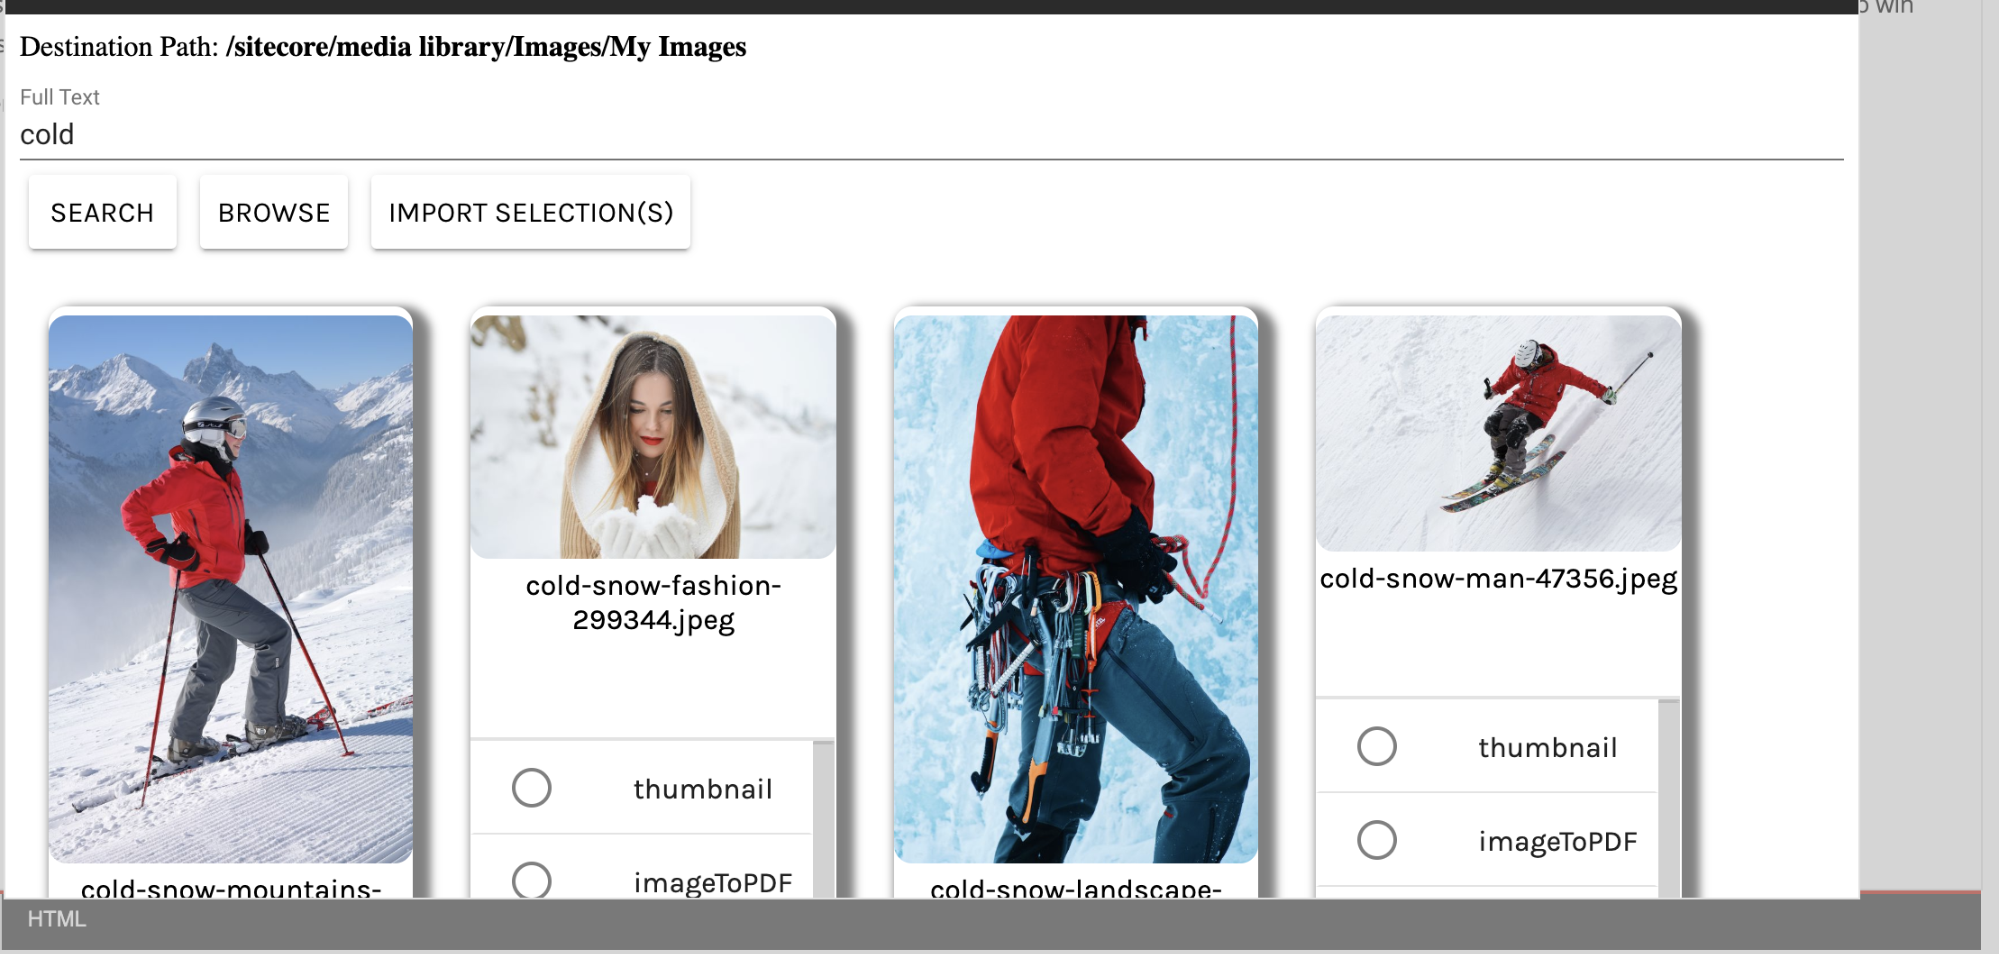 win
Destination Path: /sitecore/media library/Images/My Images
Full Text
cold
SEARCH
BROWSE
IMPORT SELECTION(S)
cold-snow-fashion-
299344.jpeg
cold-snow-man-47356.jpeg
thumbnail
imageToPDF
thumbnail
imageToPDF
cold-snow-mountains-
cold-snow-landscape-
HTML